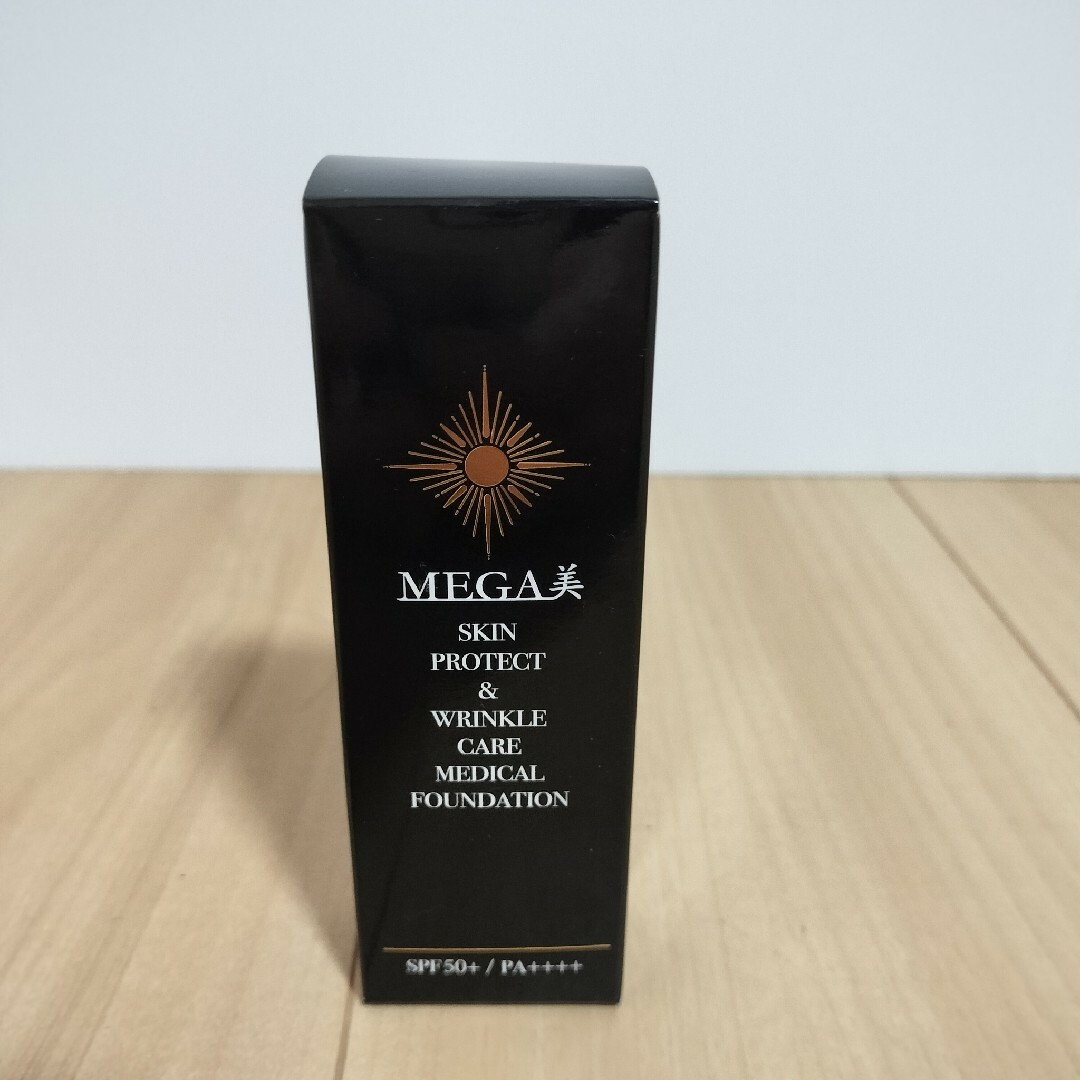 MEGA美
SKIN
PROTECT
&
WRINKLE
CARE
MEDICAL
FOUNDATION
SPF50+ / PA++++